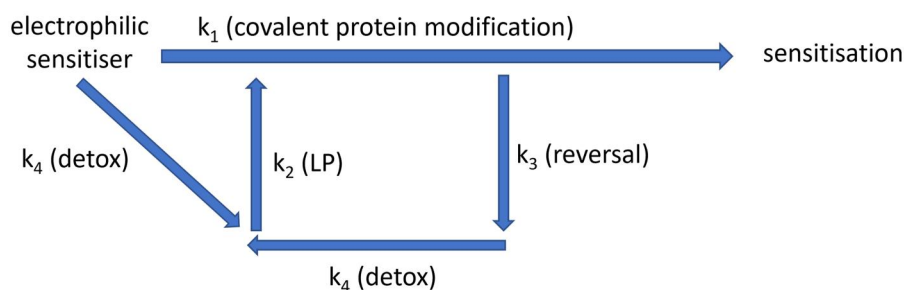 electrophilic
sensitiser
k₁ (covalent protein modification)
sensitisation
k₄ (detox)
k₂ (LP)
k₃ (reversal)
k₄ (detox)